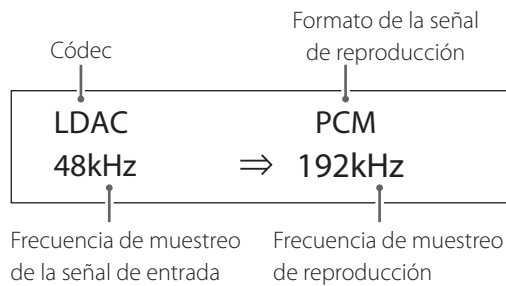 Formato de la señal
de reproducción
Códec
LDAC
PCM
48kHz ⇒ 192kHz
Frecuencia de muestreo
de la señal de entrada
Frecuencia de muestreo
de reproducción